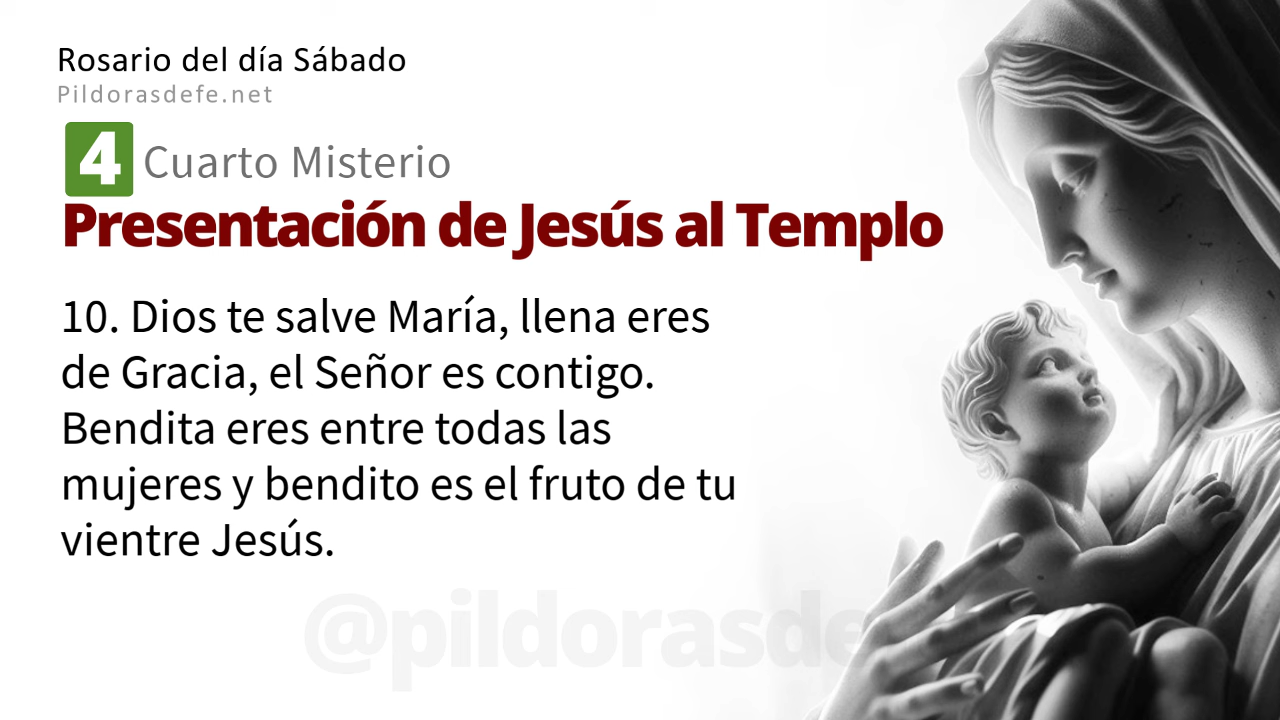 Rosario del día Sábado
Pildorasdefe.net
4 Cuarto Misterio
Presentación de Jesús al Templo
10. Dios te salve María, llena eres
de Gracia, el Señor es contigo.
Bendita eres entre todas las
mujeres y bendito es el fruto de tu
vientre Jesús.
@pildorasde